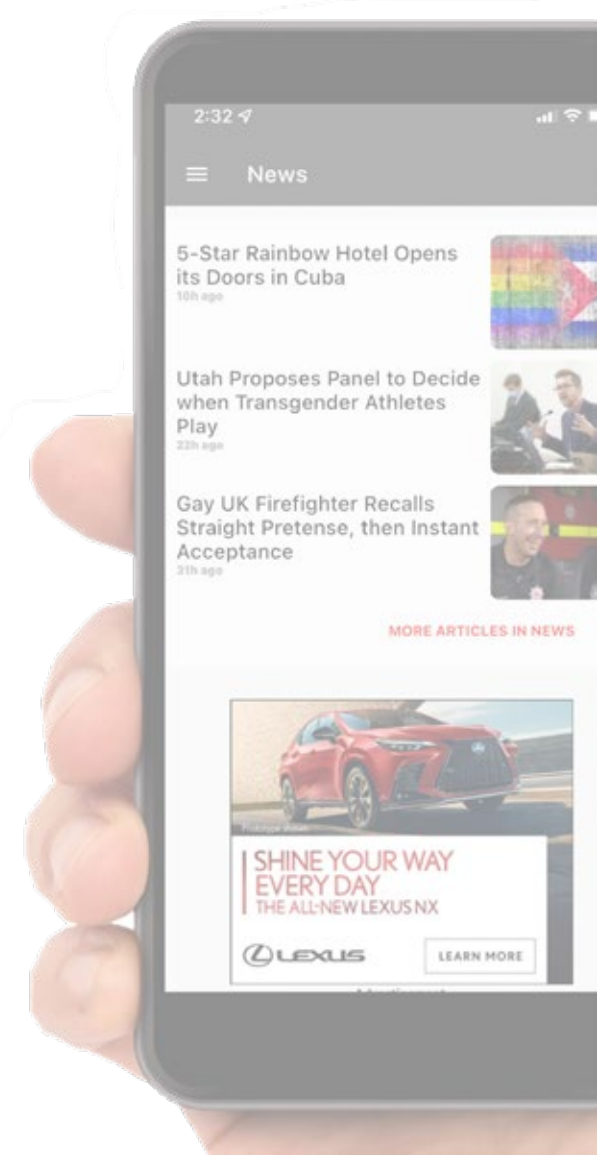 2:32
News
5-Star Rainbow Hotel Opens
its Doors in Cuba
10h ago
Utah Proposes Panel to Decide
when Transgender Athletes
Play
22h ago
Gay UK Firefighter Recalls
Straight Pretense, then Instant
Acceptance
31h ago
MORE ARTICLES IN NEWS
Prototype shown
SHINE YOUR WAY
EVERY DAY
THE ALL-NEW LEXUS NX
LEXUS
LEARN MORE